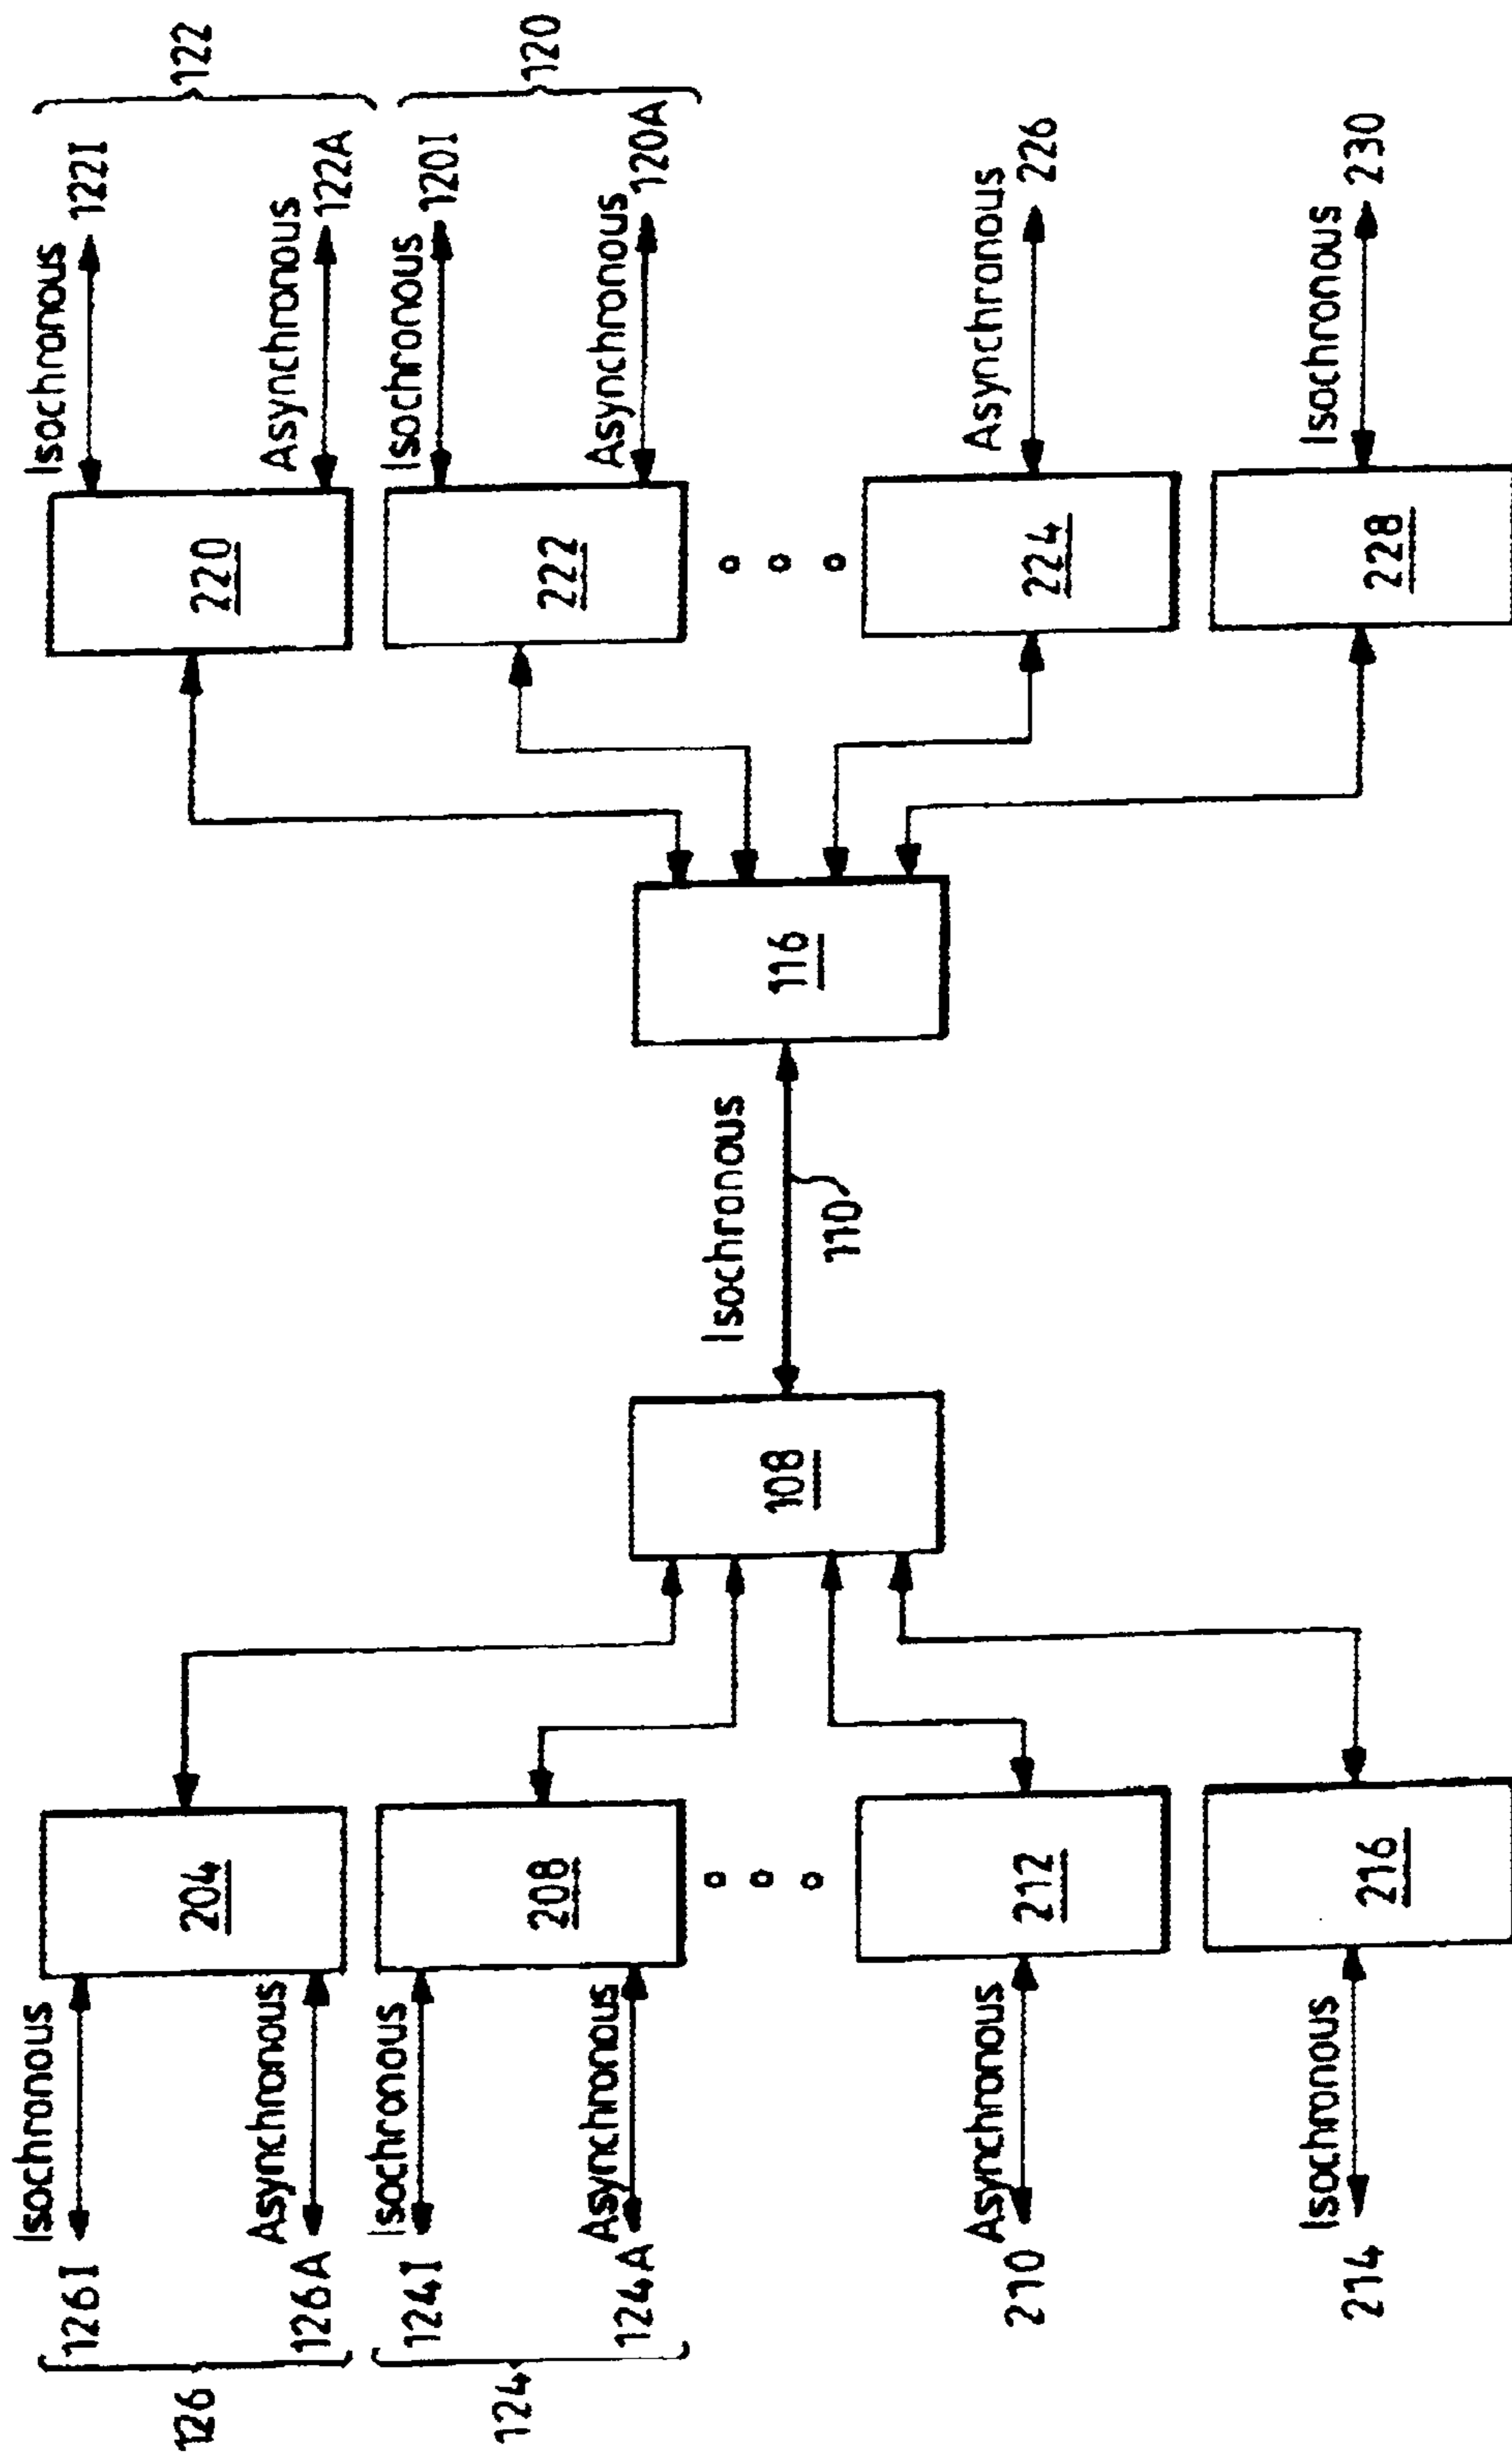 Isochronous
126I
Asynchronous
126A
126
204
Isochronous
124I
Asynchronous
124A
124
208
Asynchronous
210
212
Isochronous
214
216
108
Isochronous
110
116
220
Isochronous
122I
Asynchronous
122A
122
222
Isochronous
120I
Asynchronous
120A
120
224
Asynchronous
226
228
Isochronous
230